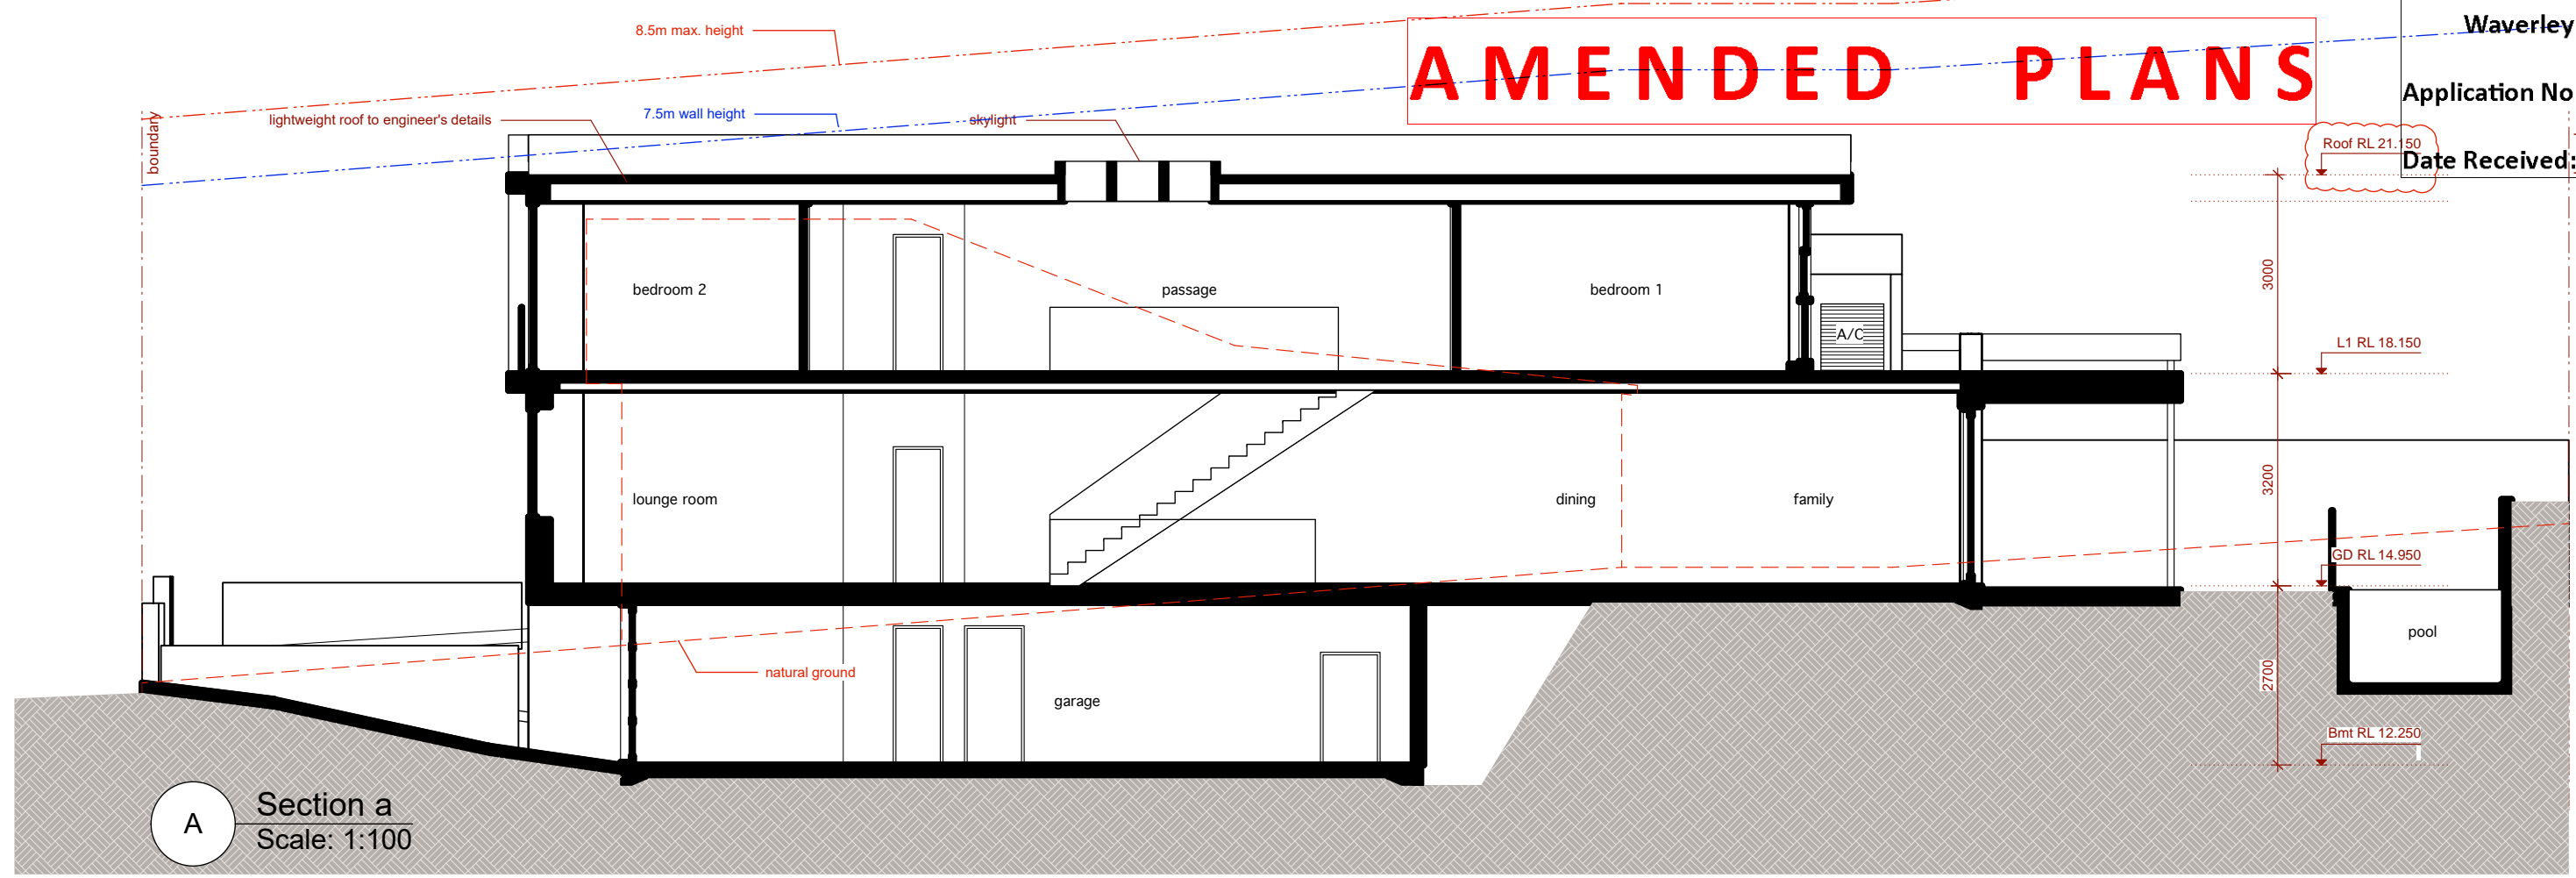 8.5m max. height
Waverley
AMENDED PLANS
Application No
boundary
lightweight roof to engineer's details
7.5m wall height
skylight
Roof RL 21.150
Date Received:
bedroom 2
passage
bedroom 1
3000
A/C
L1 RL 18.150
lounge room
dining
family
3200
GD RL 14.950
pool
natural ground
garage
2700
Bmt RL 12.250
A
Section a
Scale: 1:100